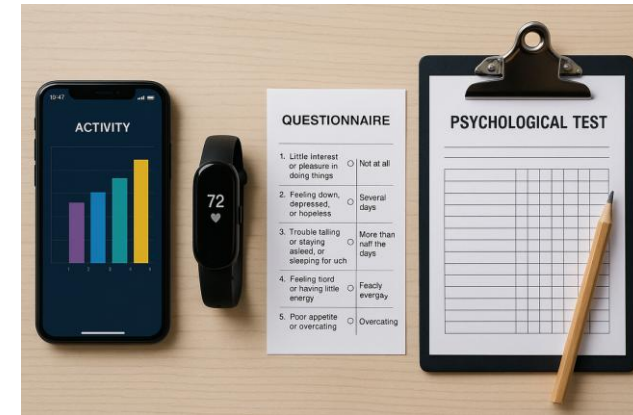 19:47
ACTIVITY
72
QUESTIONNAIRE
1. Little interest
or pleasure in
doing things
Not at all
2. Feeling down,
depressed,
or hopeless
Several
days
3. Trouble talling
or staying
asleed, or
sleeping for uch
More than
naff the
days
4. Feeling tiord
or having little
energy
Feacly
evergay
5. Poor appetite
or overcating
Overcating
PSYCHOLOGICAL TEST